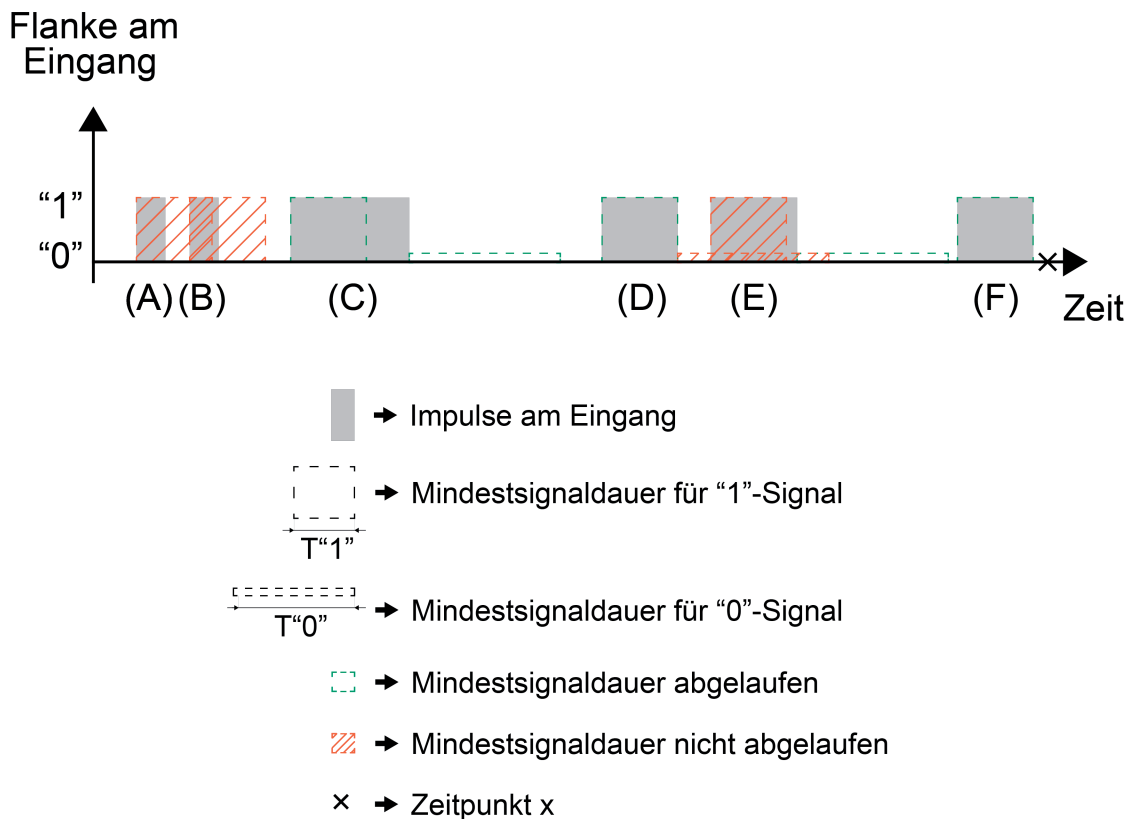 Flanke am
Eingang
“1”
“0”
(A) (B) (C) (D) (E) (F)
Zeit
Impulse am Eingang
Mindestsignaldauer für “1”-Signal
T“1”
Mindestsignaldauer für “0”-Signal
T“0”
Mindestsignaldauer abgelaufen
Mindestsignaldauer nicht abgelaufen
Zeitpunkt x